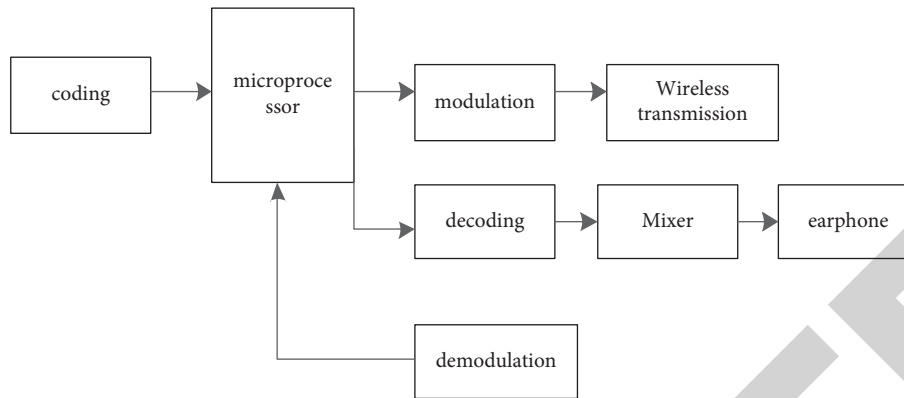 coding
microproce
ssor
modulation
Wireless
transmission
decoding
Mixer
earphone
demodulation